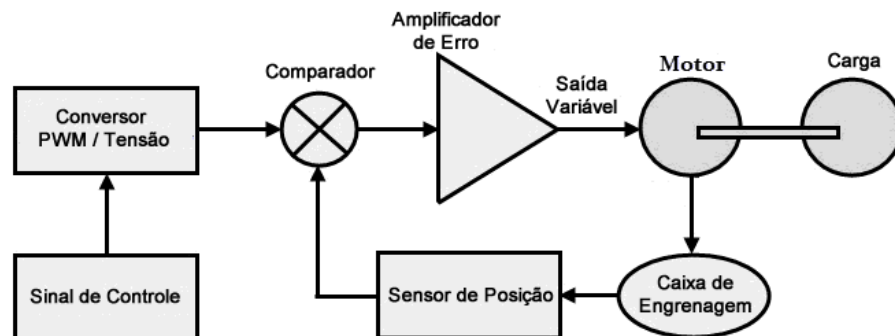 Amplificador
de Erro
Comparador
Saída
Variável
Motor
Carga
Conversor
PWM / Tensão
Sinal de Controle
Sensor de Posição
Caixa de
Engrenagem